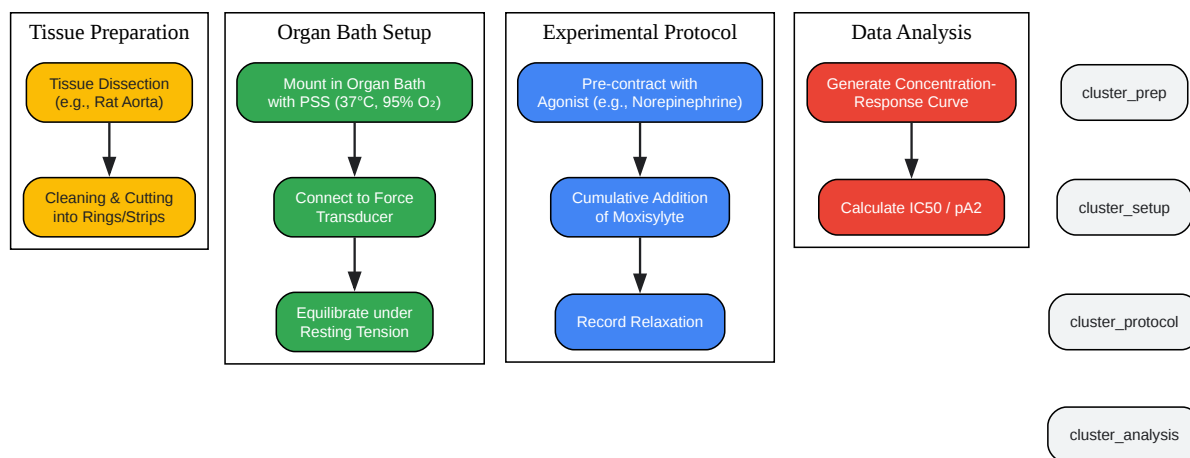 Tissue Preparation
Tissue Dissection
(e.g., Rat Aorta)
Cleaning & Cutting
into Rings/Strips
Organ Bath Setup
Mount in Organ Bath
with PSS (37°C, 95% O₂)
Connect to Force
Transducer
Equilibrate under
Resting Tension
Experimental Protocol
Pre-contract with
Agonist (e.g., Norepinephrine)
Cumulative Addition
of Moxisylyte
Record Relaxation
Data Analysis
Generate Concentration-
Response Curve
Calculate IC50 / pA2
cluster_prep
cluster_setup
cluster_protocol
cluster_analysis